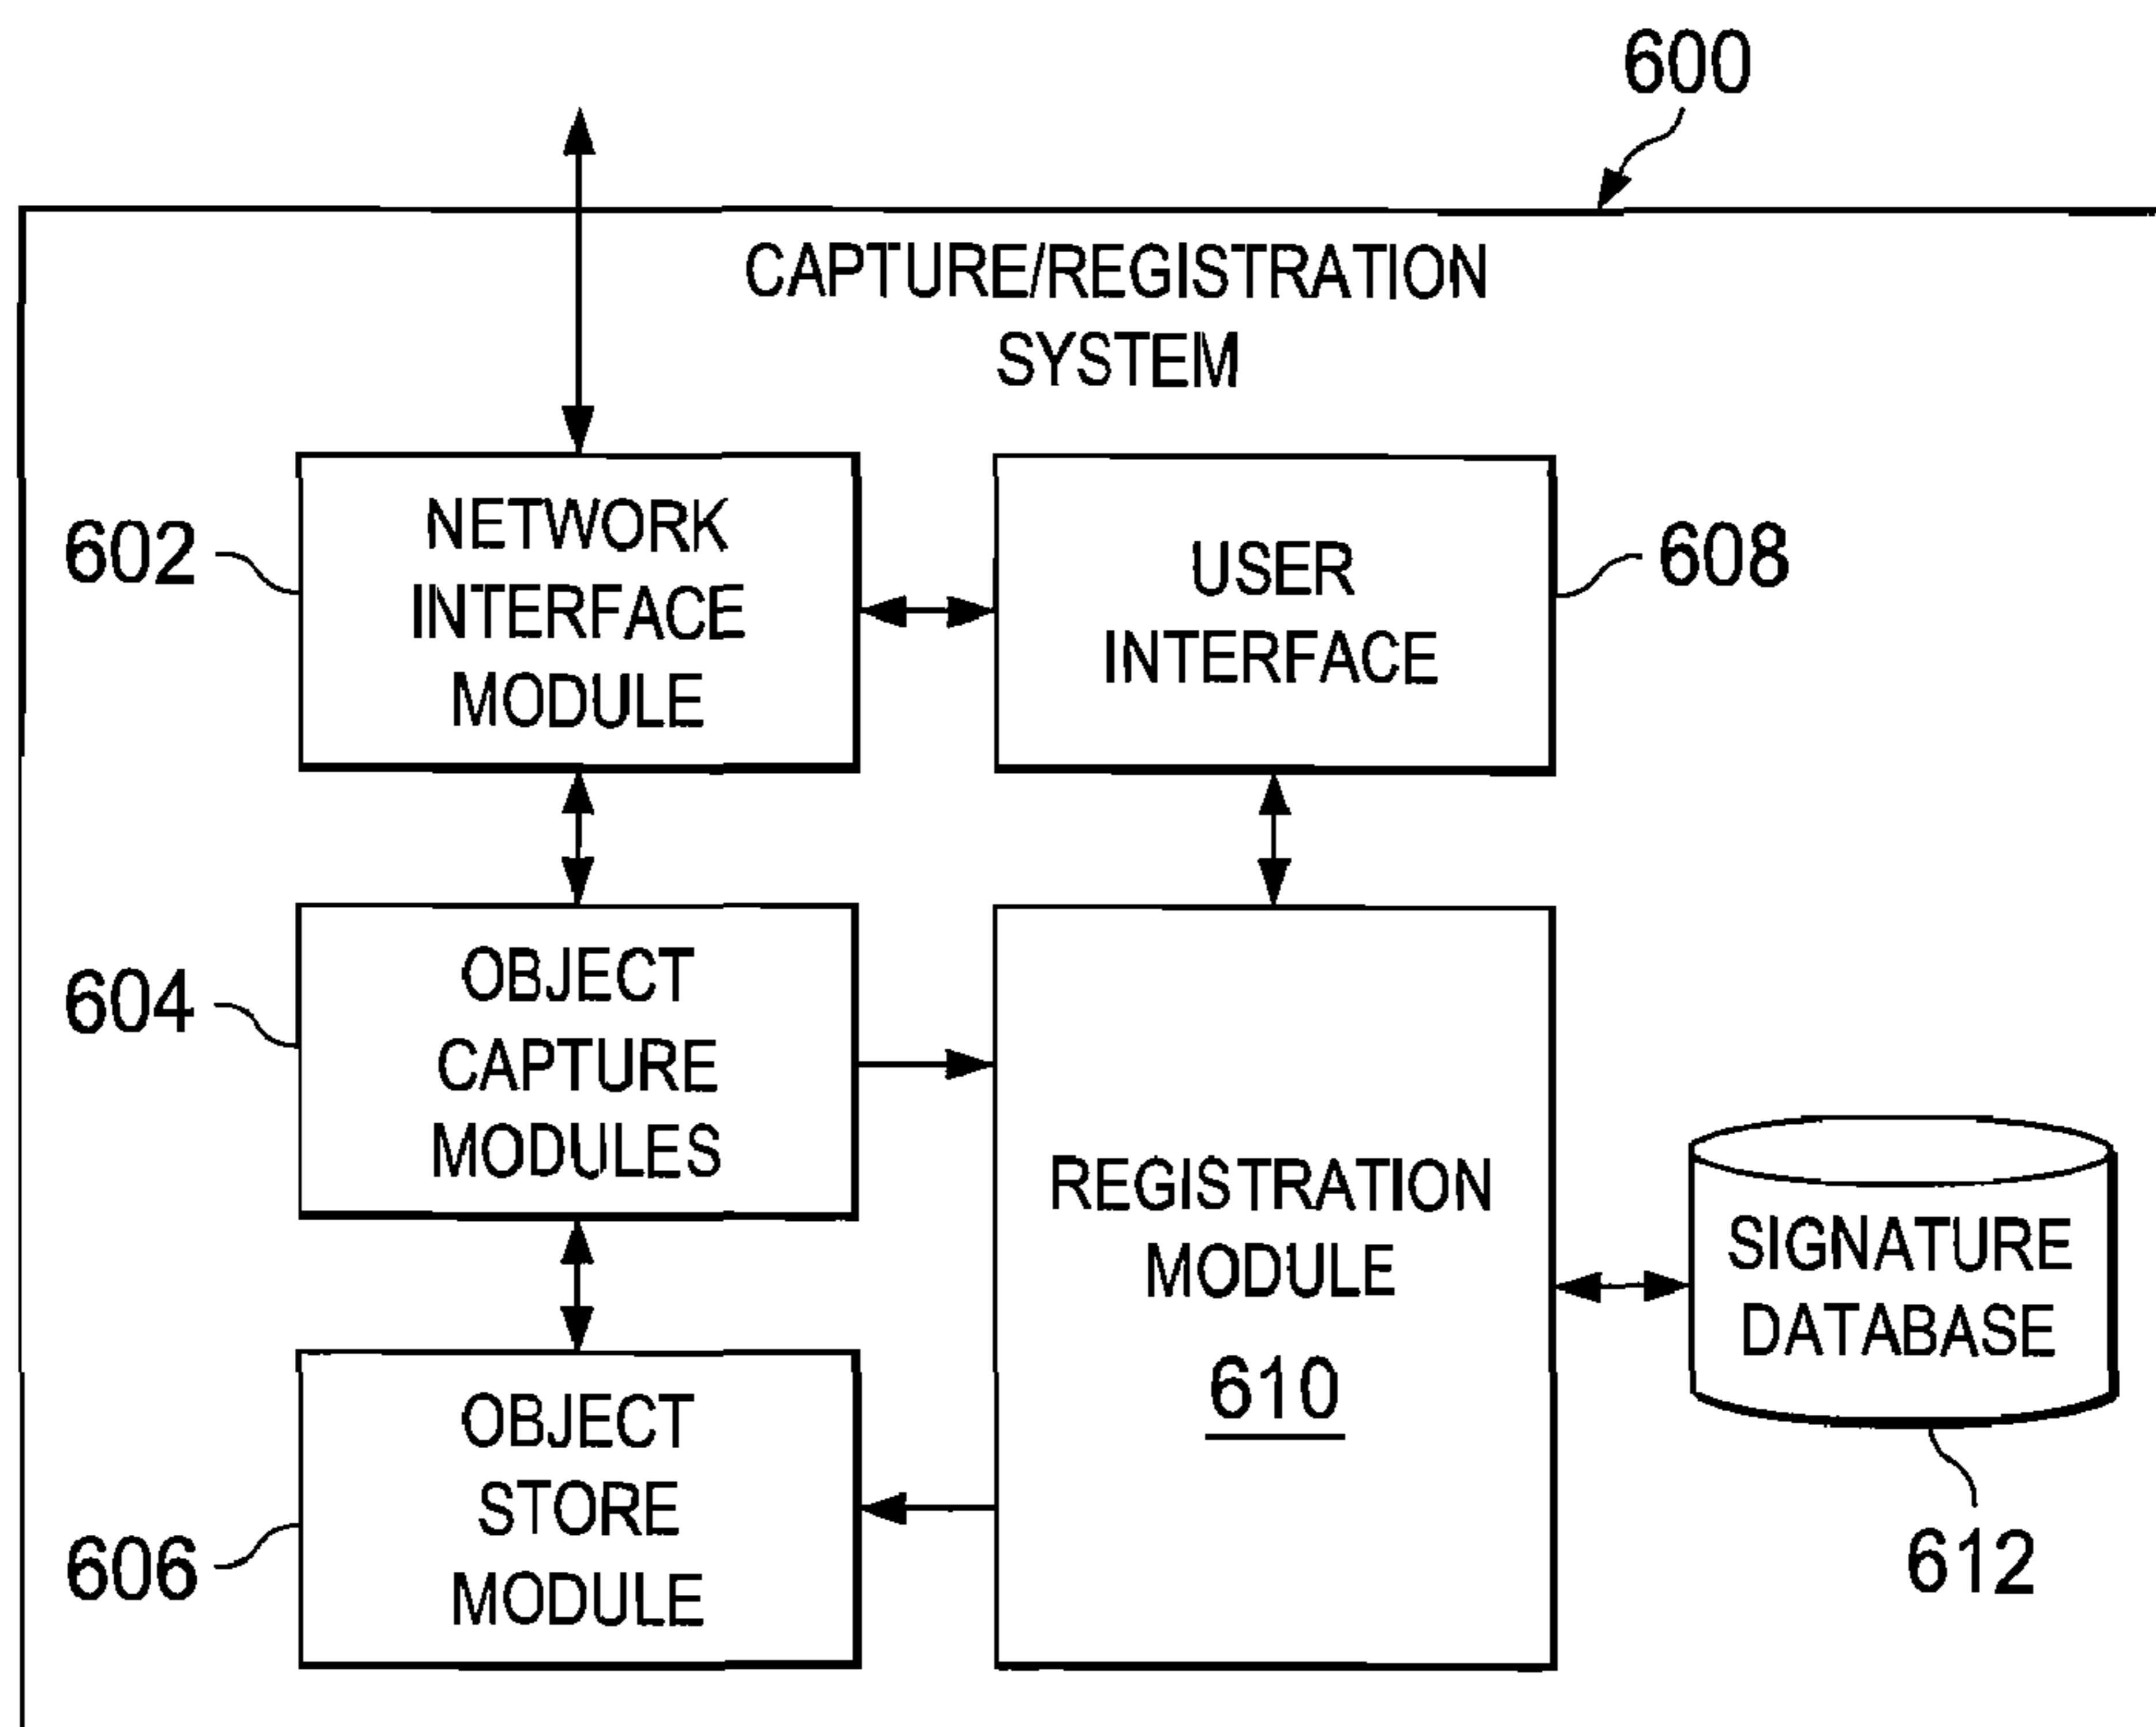 600
CAPTURE/REGISTRATION
SYSTEM
602
NETWORK
INTERFACE
MODULE
USER
INTERFACE
608
604
OBJECT
CAPTURE
MODULES
REGISTRATION
MODULE
610
SIGNATURE
DATABASE
612
606
OBJECT
STORE
MODULE